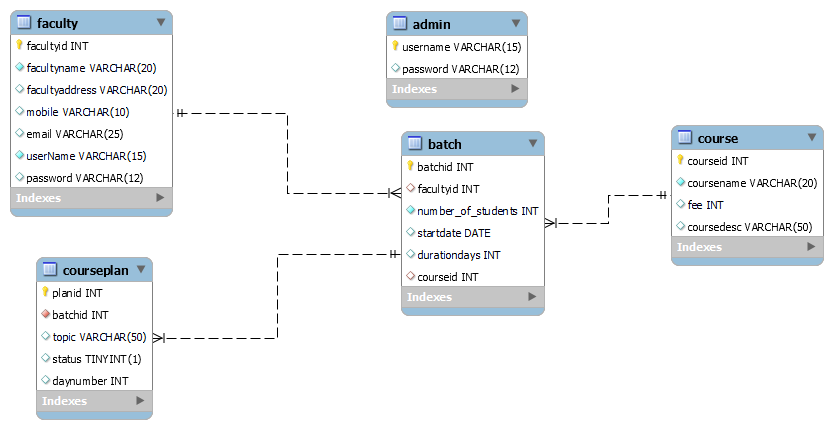 faculty
facultyid INT
facultyname VARCHAR(20)
facultyaddress VARCHAR(20)
mobile VARCHAR(10)
email VARCHAR(25)
userName VARCHAR(15)
password VARCHAR(12)
Indexes
admin
username VARCHAR(15)
password VARCHAR(12)
Indexes
batch
batchid INT
facultyid INT
number_of_students INT
startdate DATE
durationdays INT
courseid INT
Indexes
course
courseid INT
coursename VARCHAR(20)
fee INT
coursedesc VARCHAR(50)
Indexes
courseplan
planid INT
batchid INT
topic VARCHAR(50)
status TINYINT(1)
daynumber INT
Indexes